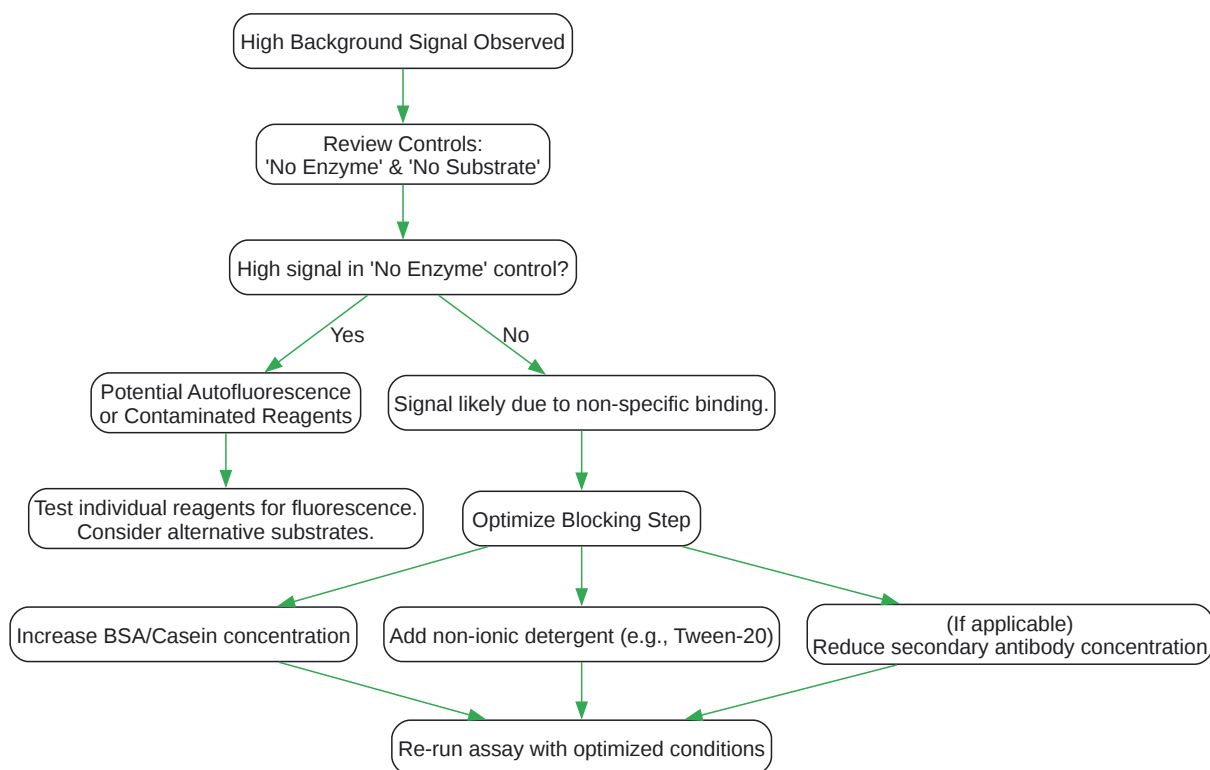 High Background Signal Observed
Review Controls:
'No Enzyme' & 'No Substrate'
High signal in 'No Enzyme' control?
Yes
No
Potential Autofluorescence
or Contaminated Reagents
Signal likely due to non-specific binding.
Test individual reagents for fluorescence.
Consider alternative substrates.
Optimize Blocking Step
Increase BSA/Casein concentration
Add non-ionic detergent (e.g., Tween-20)
(If applicable)
Reduce secondary antibody concentration
Re-run assay with optimized conditions